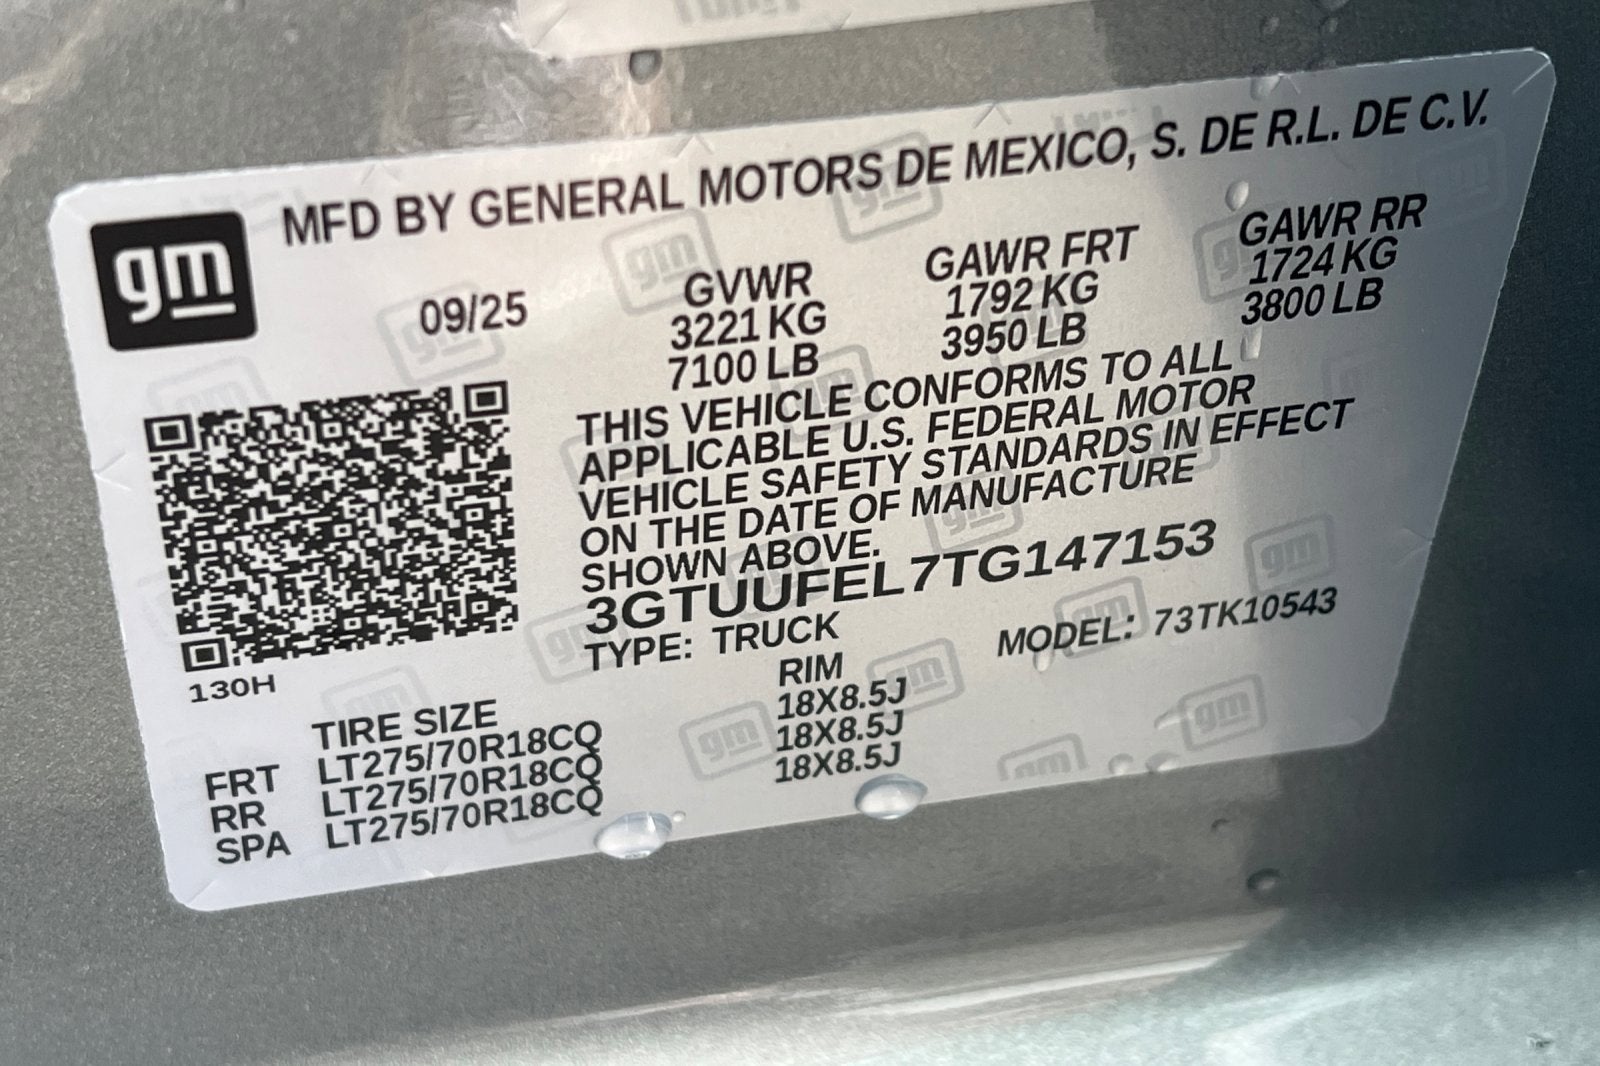 gm
MFD BY GENERAL MOTORS DE MEXICO, S. DE R.L. DE C.V.
09/25
GVWR
3221 KG
7100 LB
GAWR FRT
1792 KG
3950 LB
GAWR RR
1724 KG
3800 LB
THIS VEHICLE CONFORMS TO ALL
APPLICABLE U.S. FEDERAL MOTOR
VEHICLE SAFETY STANDARDS IN EFFECT
ON THE DATE OF MANUFACTURE
SHOWN ABOVE.
3GTUUFEL7TG147153
TYPE: TRUCK
MODEL: 73TK10543
130H
TIRE SIZE RIM
FRT LT275/70R18CQ 18X8.5J
RR LT275/70R18CQ 18X8.5J
SPA LT275/70R18CQ 18X8.5J